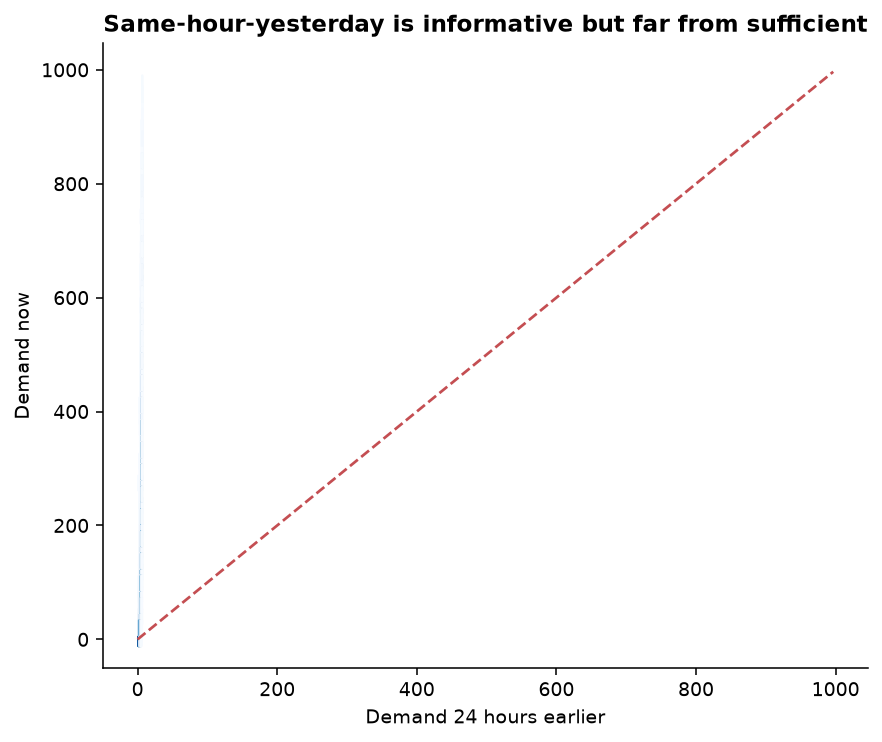 Same-hour-yesterday is informative but far from sufficient
1000
800
600
400
200
0
Demand now
0 200 400 600 800 1000
Demand 24 hours earlier